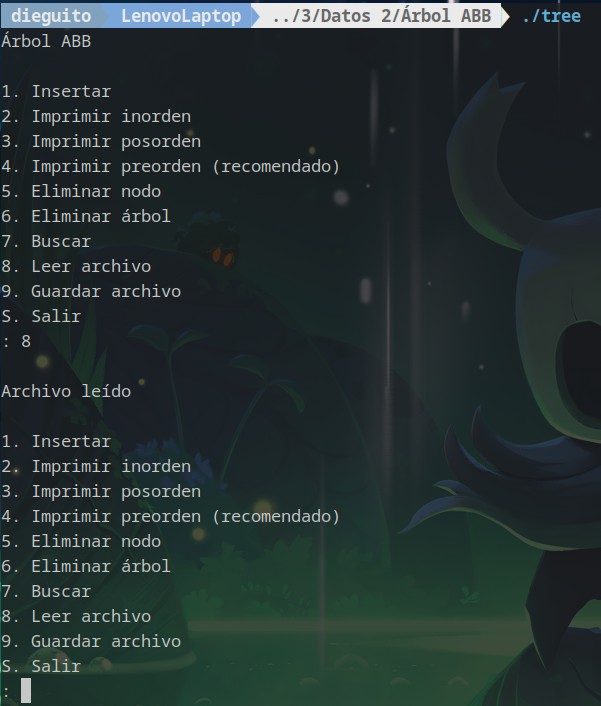 dieguito LenovoLaptop ../3/Datos 2/Árbol ABB ./tree
Árbol ABB
1. Insertar
2. Imprimir inorden
3. Imprimir posorden
4. Imprimir preorden (recomendado)
5. Eliminar nodo
6. Eliminar árbol
7. Buscar
8. Leer archivo
9. Guardar archivo
S. Salir
: 8
Archivo leído
1. Insertar
2. Imprimir inorden
3. Imprimir posorden
4. Imprimir preorden (recomendado)
5. Eliminar nodo
6. Eliminar árbol
7. Buscar
8. Leer archivo
9. Guardar archivo
S. Salir
: